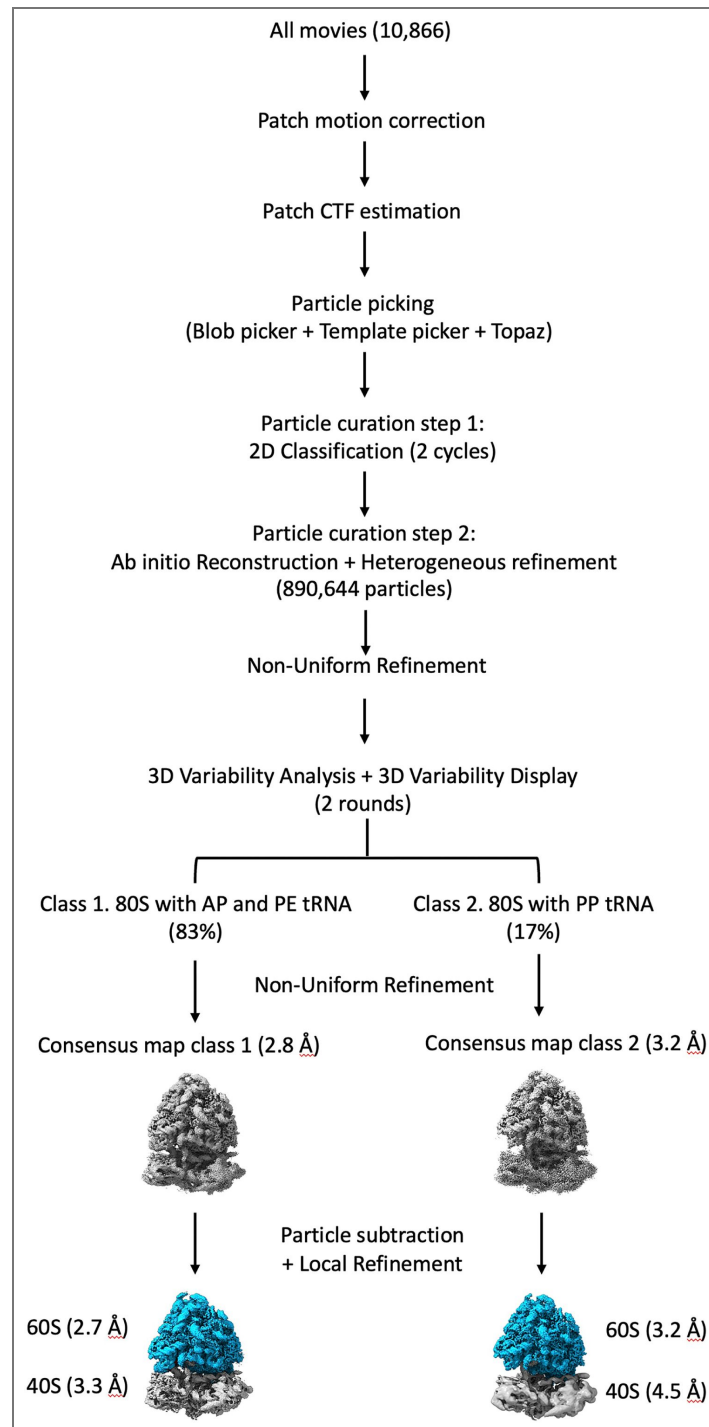 All movies (10,866)
Patch motion correction
Patch CTF estimation
Particle picking
(Blob picker + Template picker + Topaz)
Particle curation step 1:
2D Classification (2 cycles)
Particle curation step 2:
Ab initio Reconstruction + Heterogeneous refinement
(890,644 particles)
Non-Uniform Refinement
3D Variability Analysis + 3D Variability Display
(2 rounds)
Class 1. 80S with AP and PE tRNA
(83%)
Class 2. 80S with PP tRNA
(17%)
Non-Uniform Refinement
Consensus map class 1 (2.8 Å)
Consensus map class 2 (3.2 Å)
Particle subtraction
+ Local Refinement
60S (2.7 Å)
60S (3.2 Å)
40S (3.3 Å)
40S (4.5 Å)